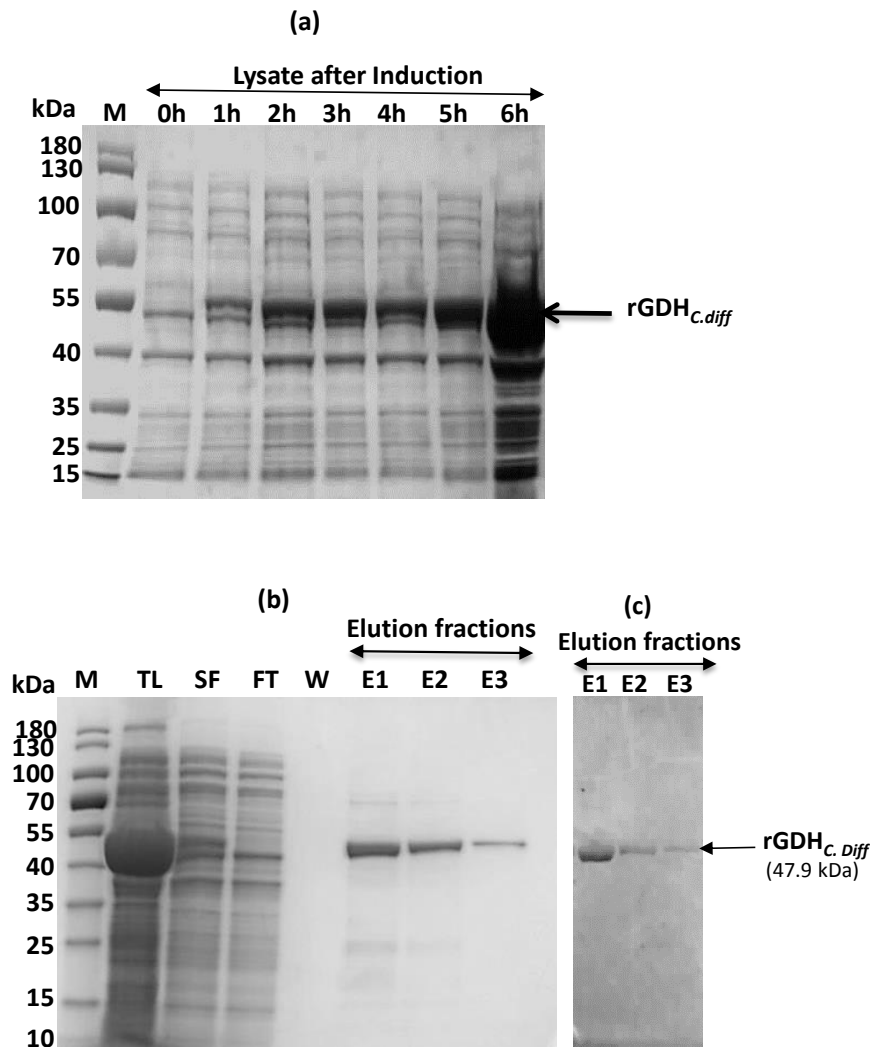 (a)
Lysate after Induction
kDa M 0h 1h 2h 3h 4h 5h 6h
180
130
100
70
55
rGDHC.diff
40
35
25
15
(b)
(c)
Elution fractions
Elution fractions
kDa M TL SF FT W E1 E2 E3
E1 E2 E3
180
130
100
70
55
rGDHC. Diff
(47.9 kDa)
40
35
25
15
10